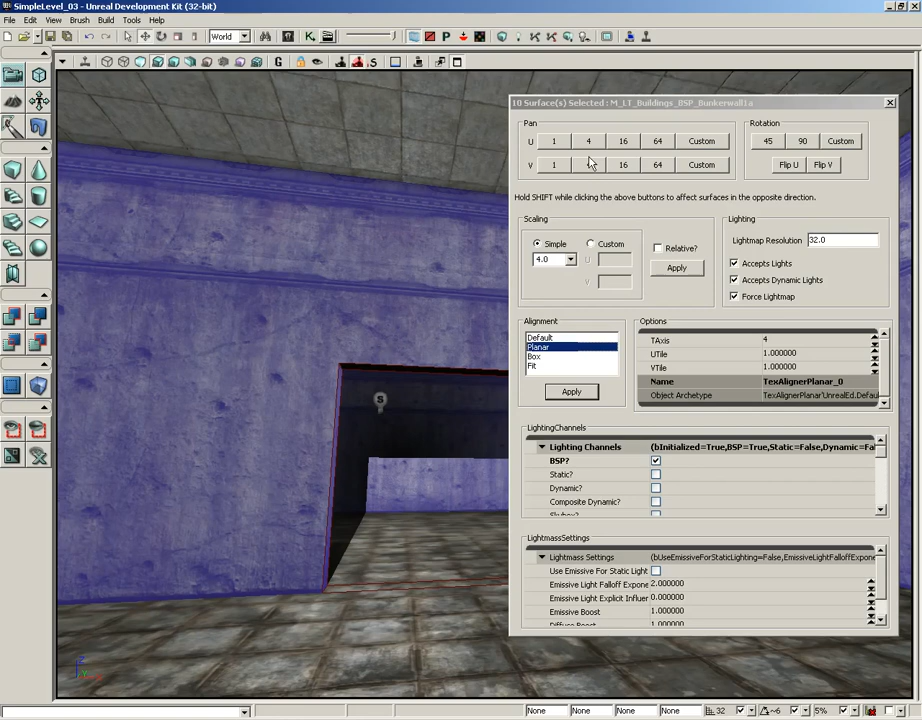 SimpleLevel_03 - Unreal Development Kit (32-bit)
File Edit View Brush Build Tools Help
World
G
S
10 Surface(s) Selected : M_LT_Buildings_BSP_Bunkerwall1a
Pan
Rotation
U 1 4 16 64 Custom
45 90 Custom
V 1 16 64 Custom
Flip U Flip V
Hold SHIFT while clicking the above buttons to affect surfaces in the opposite direction.
Scaling
Lighting
Simple Custom
Relative?
Lightmap Resolution 32.0
4.0 U
Apply
Accepts Lights
V
Accepts Dynamic Lights
Force Lightmap
Alignment
Options
Default
Planar
Box
Fit
Apply
TAxis 4
UTile 1.000000
VTile 1.000000
Name TexAlignerPlanar_0
Object Archetype TexAlignerPlanar'UnrealEd.Defau
LightingChannels
Lighting Channels (bInitialized=True,BSP=True,Static=False,Dynamic=Fa
BSP?
Static?
Dynamic?
Composite Dynamic?
Skybox?
LightmassSettings
Lightmass Settings (bUseEmissiveForStaticLighting=False,EmissiveLightFalloffExpone
Use Emissive For Static Light
Emissive Light Falloff Expone 2.000000
Emissive Light Explicit Influer 0.000000
Emissive Boost 1.000000
Diffuse Boost 1.000000
S
Z
None None None None 32 ~6 5%